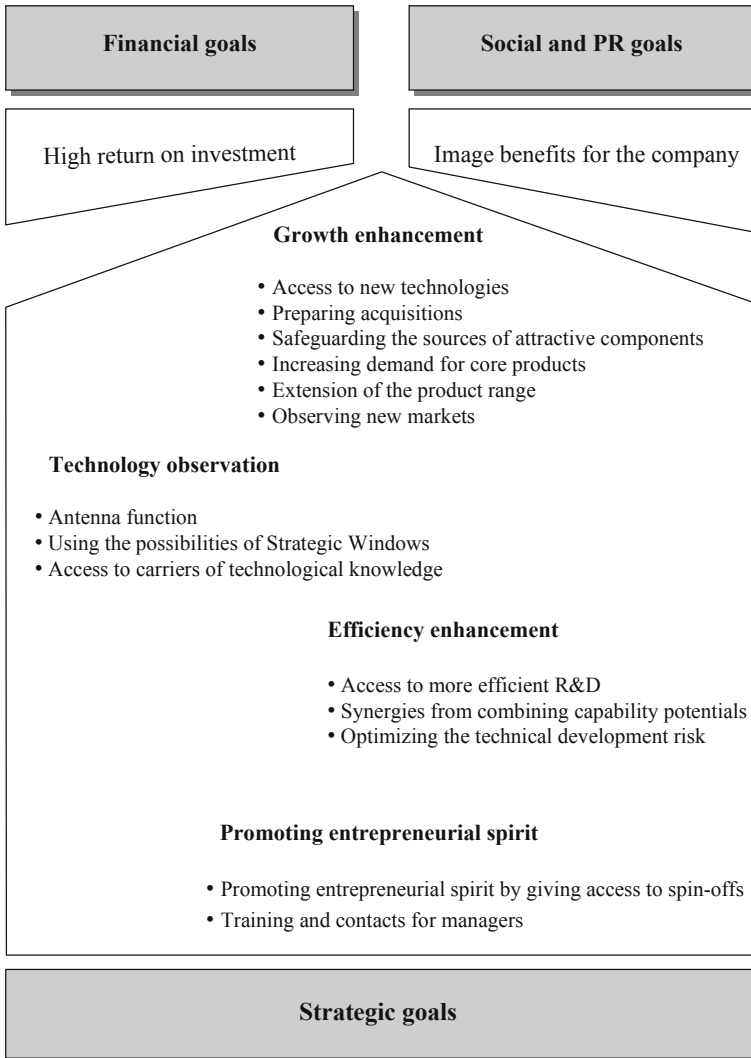 Financial goals
Social and PR goals
High return on investment
Image benefits for the company
Growth enhancement
• Access to new technologies
• Preparing acquisitions
• Safeguarding the sources of attractive components
• Increasing demand for core products
• Extension of the product range
• Observing new markets
Technology observation
• Antenna function
• Using the possibilities of Strategic Windows
• Access to carriers of technological knowledge
Efficiency enhancement
• Access to more efficient R&D
• Synergies from combining capability potentials
• Optimizing the technical development risk
Promoting entrepreneurial spirit
• Promoting entrepreneurial spirit by giving access to spin-offs
• Training and contacts for managers
Strategic goals